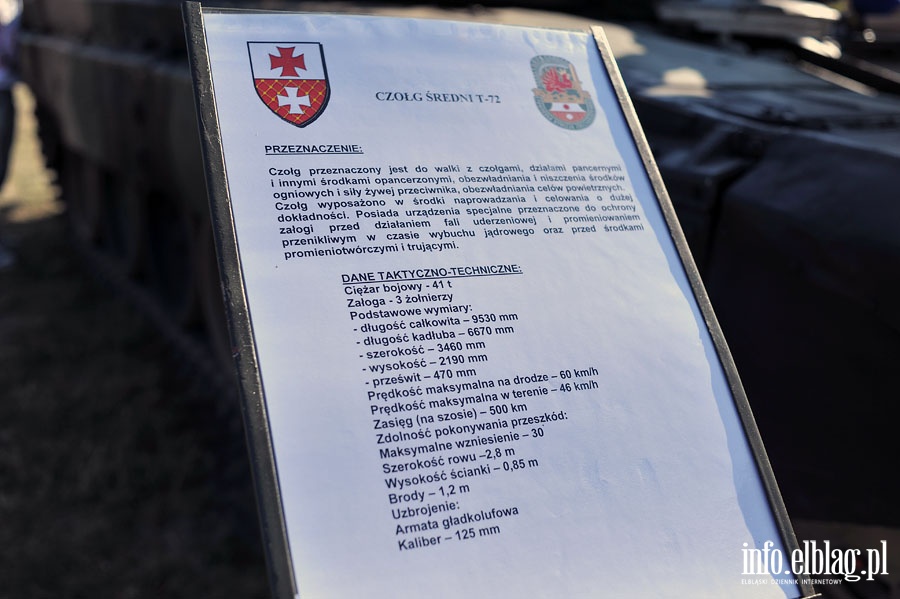 CZOŁG ŚREDNI T-72
PRZEZNACZENIE:
Czołg przeznaczony jest do walki z czołgami, działami pancernymi
i innymi środkami opancerzonymi, obezwładniania i niszczenia środków
ogniowych i siły żywej przeciwnika, obezwładniania celów powietrznych.
Czołg wyposażono w środki naprowadzania i celowania o dużej
dokładności. Posiada urządzenia specjalne przeznaczone do ochrony
załogi przed działaniem fali uderzeniowej i promieniowaniem
przenikliwym w czasie wybuchu jądrowego oraz przed środkami
promieniotwórczymi i trującymi.
DANE TAKTYCZNO-TECHNICZNE:
Ciężar bojowy - 41 t
Załoga - 3 żołnierzy
Podstawowe wymiary:
- długość całkowita – 9530 mm
- długość kadłuba – 6670 mm
- szerokość – 3460 mm
- wysokość – 2190 mm
- prześwit – 470 mm
Prędkość maksymalna na drodze – 60 km/h
Prędkość maksymalna w terenie – 46 km/h
Zasięg (na szosie) – 500 km
Zdolność pokonywania przeszkód:
Maksymalne wzniesienie – 30
Szerokość rowu –2,8 m
Wysokość ścianki – 0,85 m
Brody – 1,2 m
Uzbrojenie:
Armata gładkolufowa
Kaliber – 125 mm
info.elblag.pl
ELBLĄSKI DZIENNIK INTERNETOWY